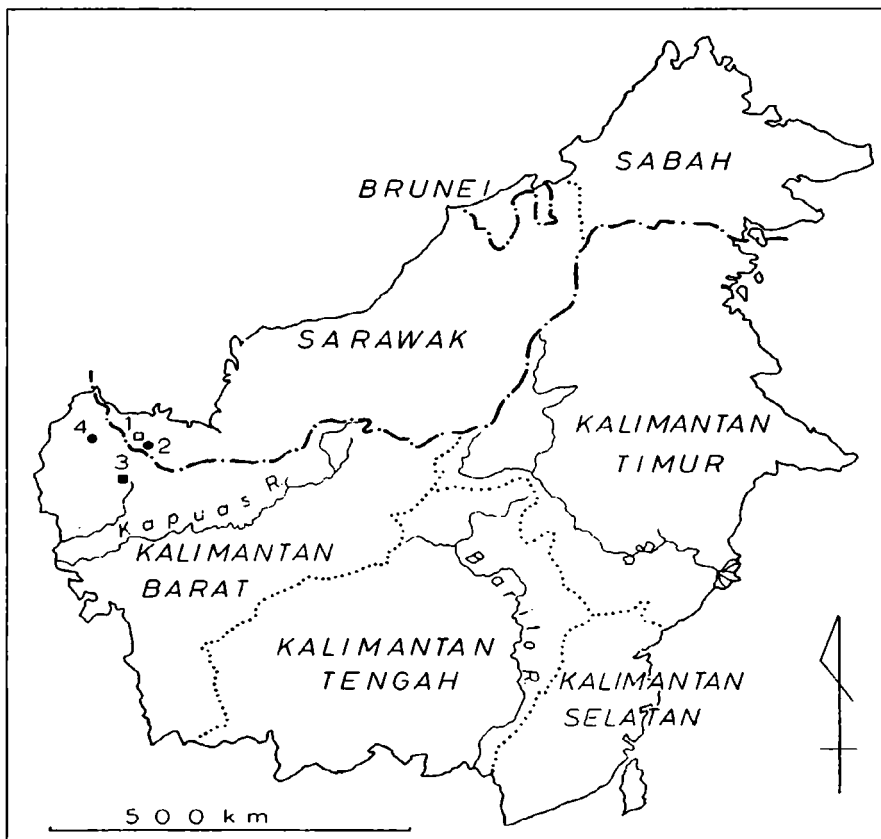 SABAH
BRUNEI
SARAWAK
1
4
2
3
KALIMANTAN
TIMUR
Kapuas R.
KALIMANTAN
BARAT
Barito R.
KALIMANTAN
TENGAH
KALIMANTAN
SELATAN
500 km